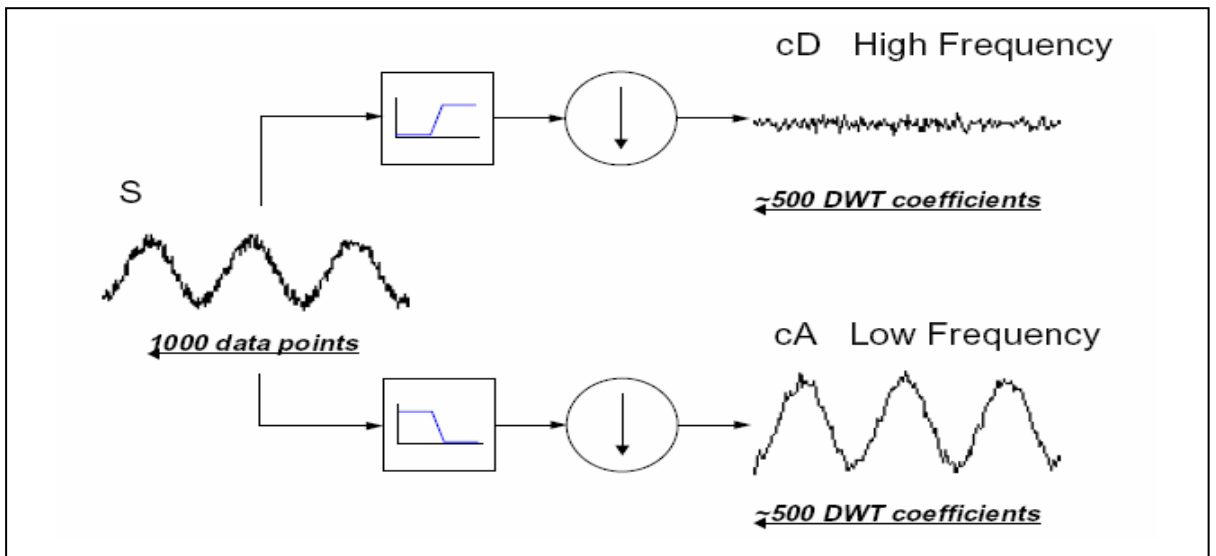 cD High Frequency
~500 DWT coefficients
S
1000 data points
cA Low Frequency
~500 DWT coefficients